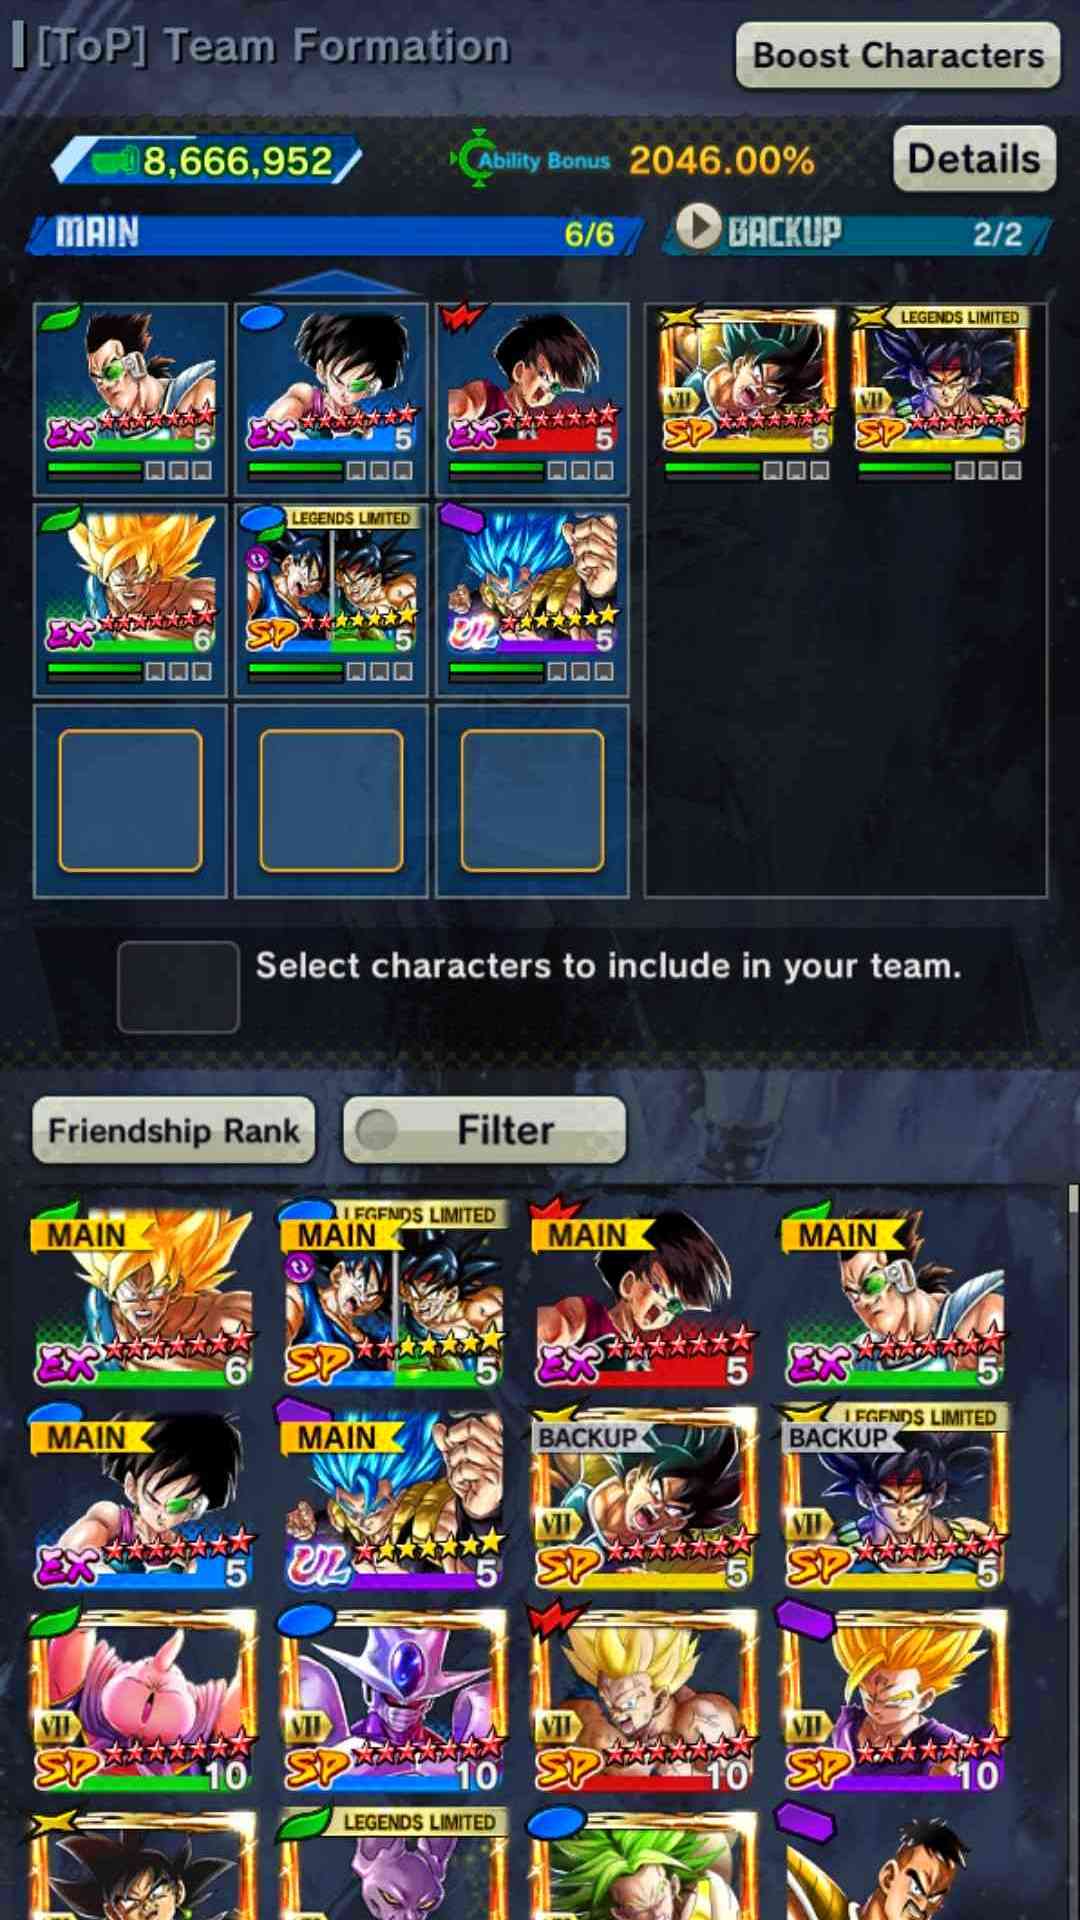 [ToP] Team Formation
Boost Characters
8,666,952
Ability Bonus 2046.00%
Details
MAIN 6/6
BACKUP 2/2
EX 5
EX 5
EX 5
VII SP 5
LEGENDS LIMITED VII SP 5
EX 6
LEGENDS LIMITED SP 5
UL 5
Select characters to include in your team.
Friendship Rank
Filter
MAIN EX 6
LEGENDS LIMITED MAIN SP 5
MAIN EX 5
MAIN EX 5
MAIN EX 5
MAIN UL 5
BACKUP VII SP 5
LEGENDS LIMITED BACKUP VII SP 5
VII SP 10
VII SP 10
VII SP 10
VII SP 10
LEGENDS LIMITED